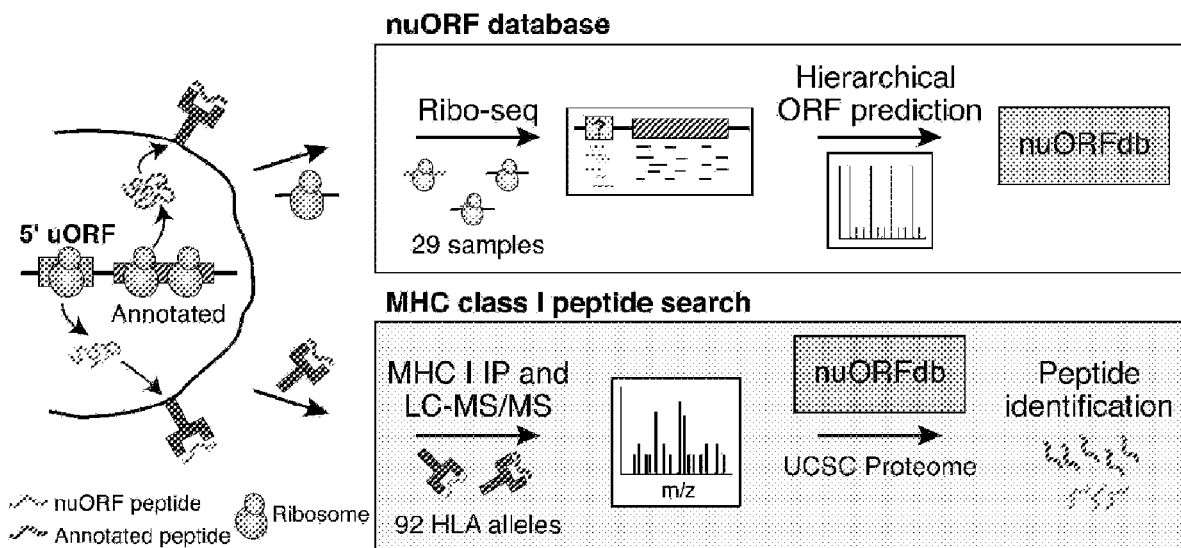 nuORF database
Ribo-seq
?
29 samples
Hierarchical
ORF prediction
nuORFdb
5' uORF
Annotated
MHC class I peptide search
MHC I IP and
LC-MS/MS
92 HLA alleles
m/z
nuORFdb
UCSC Proteome
Peptide
identification
nuORF peptide
Annotated peptide
Ribosome